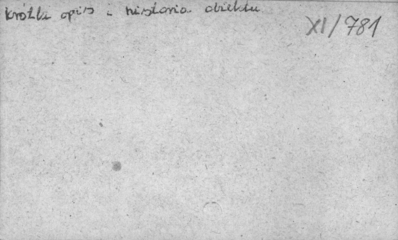 Krótki opis i historia obiektu
XI/781